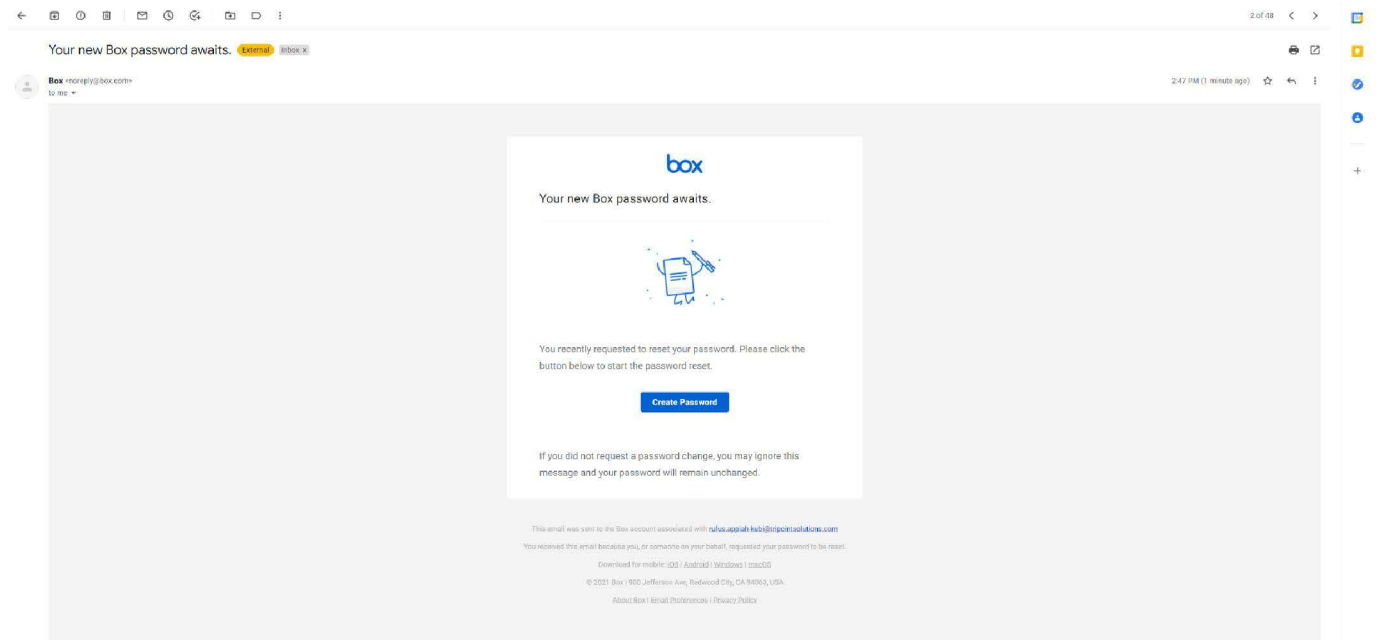 2 of 48
Your new Box password awaits. External Inbox x
Box <noreply@box.com>
2:47 PM (1 minute ago)
to me
box
Your new Box password awaits.
You recently requested to reset your password. Please click the
button below to start the password reset.
Create Password
If you did not request a password change, you may ignore this
message and your password will remain unchanged.
This email was sent to the Box account associated with rufus.appiah-kubi@tripointsolutions.com
You received this email because you, or someone on your behalf, requested your password to be reset.
Download for mobile: iOS | Android | Windows | macOS
© 2021 Box | 900 Jefferson Ave, Redwood City, CA 94063, USA
About Box | Email Preferences | Privacy Policy